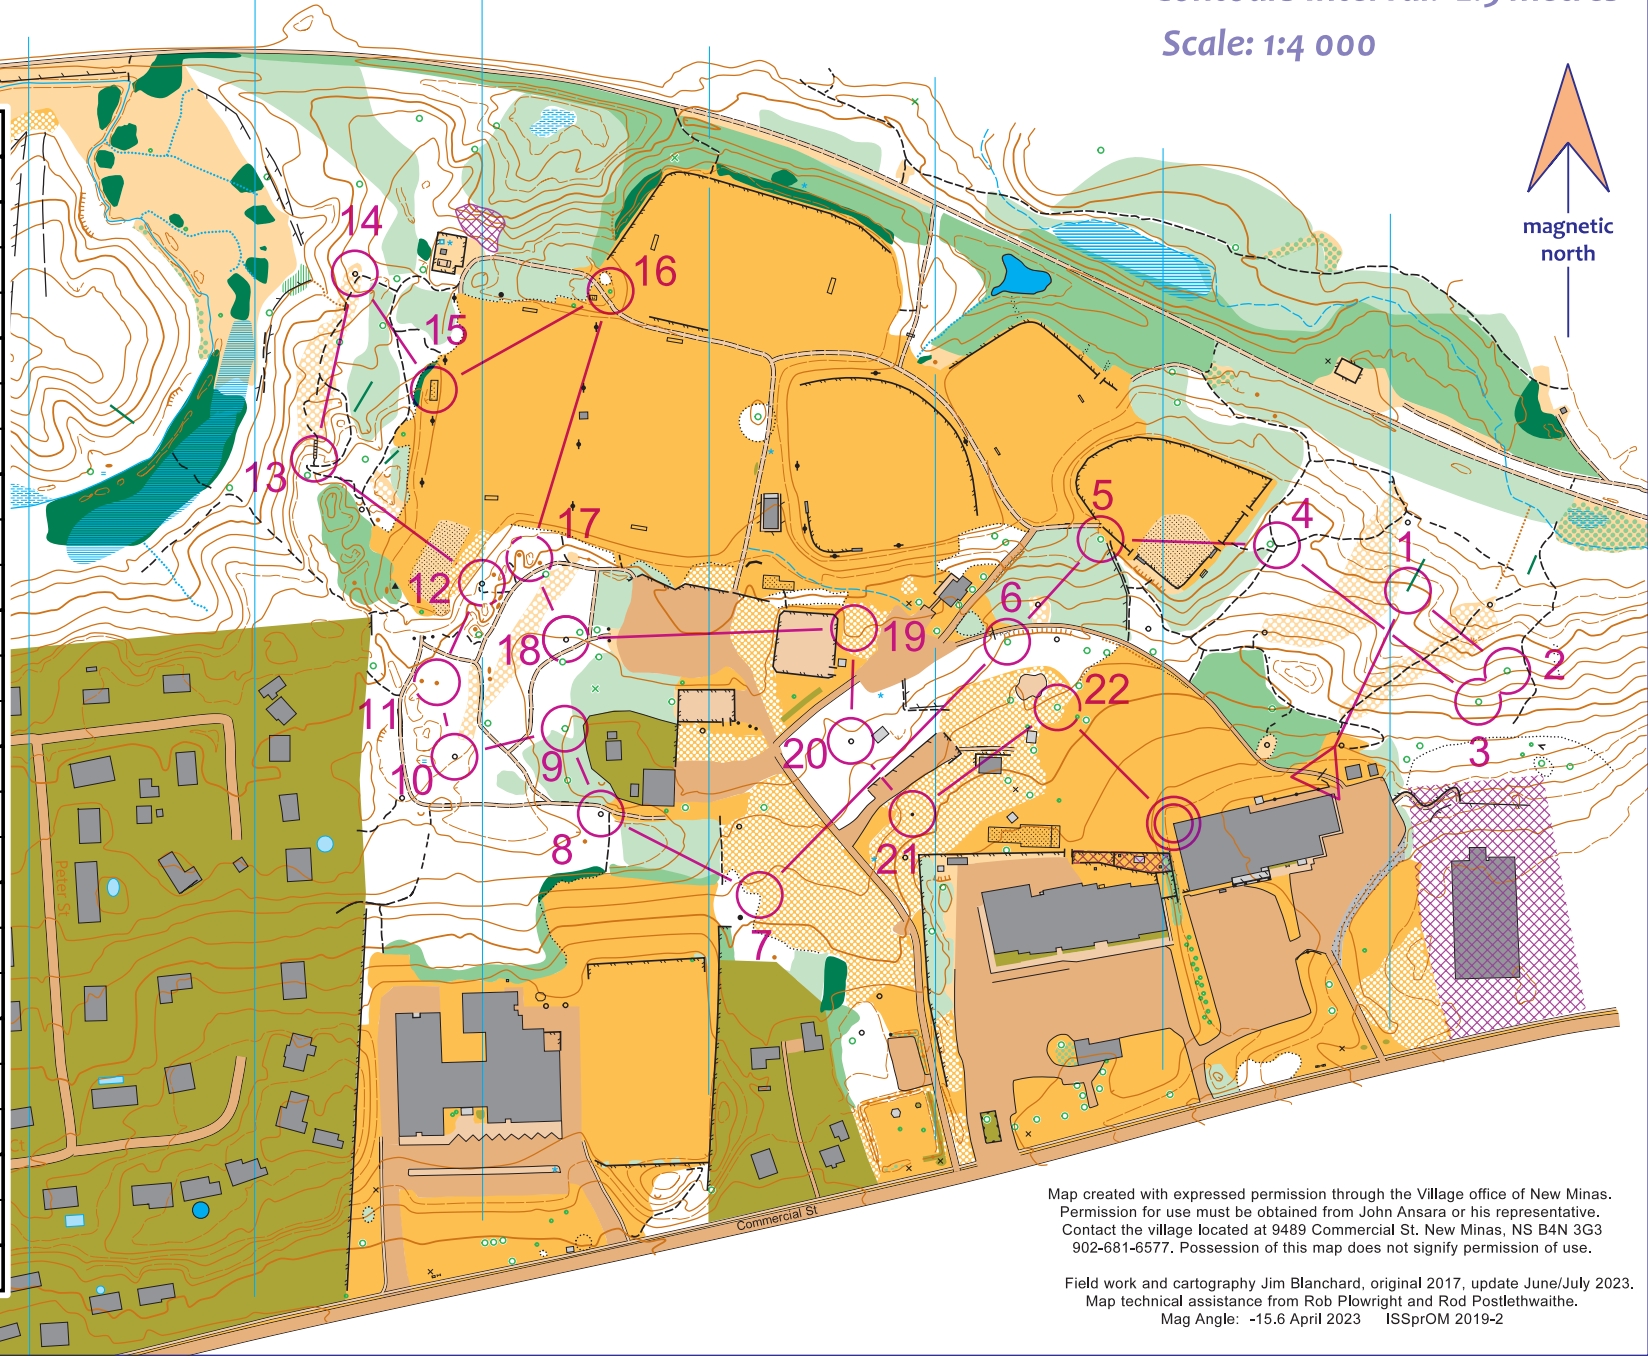 Scale: 1:4 000
magnetic
north
14
16
15
13
17
5
4
1
12
6
18
19
2
11
22
20
3
10
9
8
21
7
Peter St
Commercial St
Map created with expressed permission through the Village office of New Minas.
Permission for use must be obtained from John Ansara or his representative.
Contact the village located at 9489 Commercial St. New Minas, NS B4N 3G3
902-681-6577. Possession of this map does not signify permission of use.
Field work and cartography Jim Blanchard, original 2017, update June/July 2023.
Map technical assistance from Rob Plowright and Rod Postlethwaithe.
Mag Angle: -15.6 April 2023 ISSprOM 2019-2